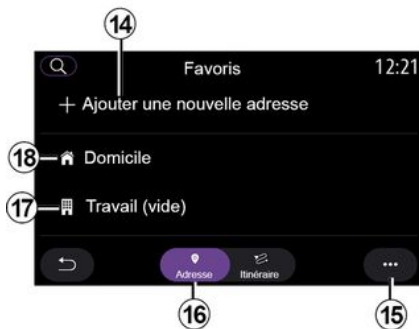 14
Favoris 12:21
+ Ajouter une nouvelle adresse
18 Domicile
17 Travail (vide)
Adresse Itinéraire
16 15